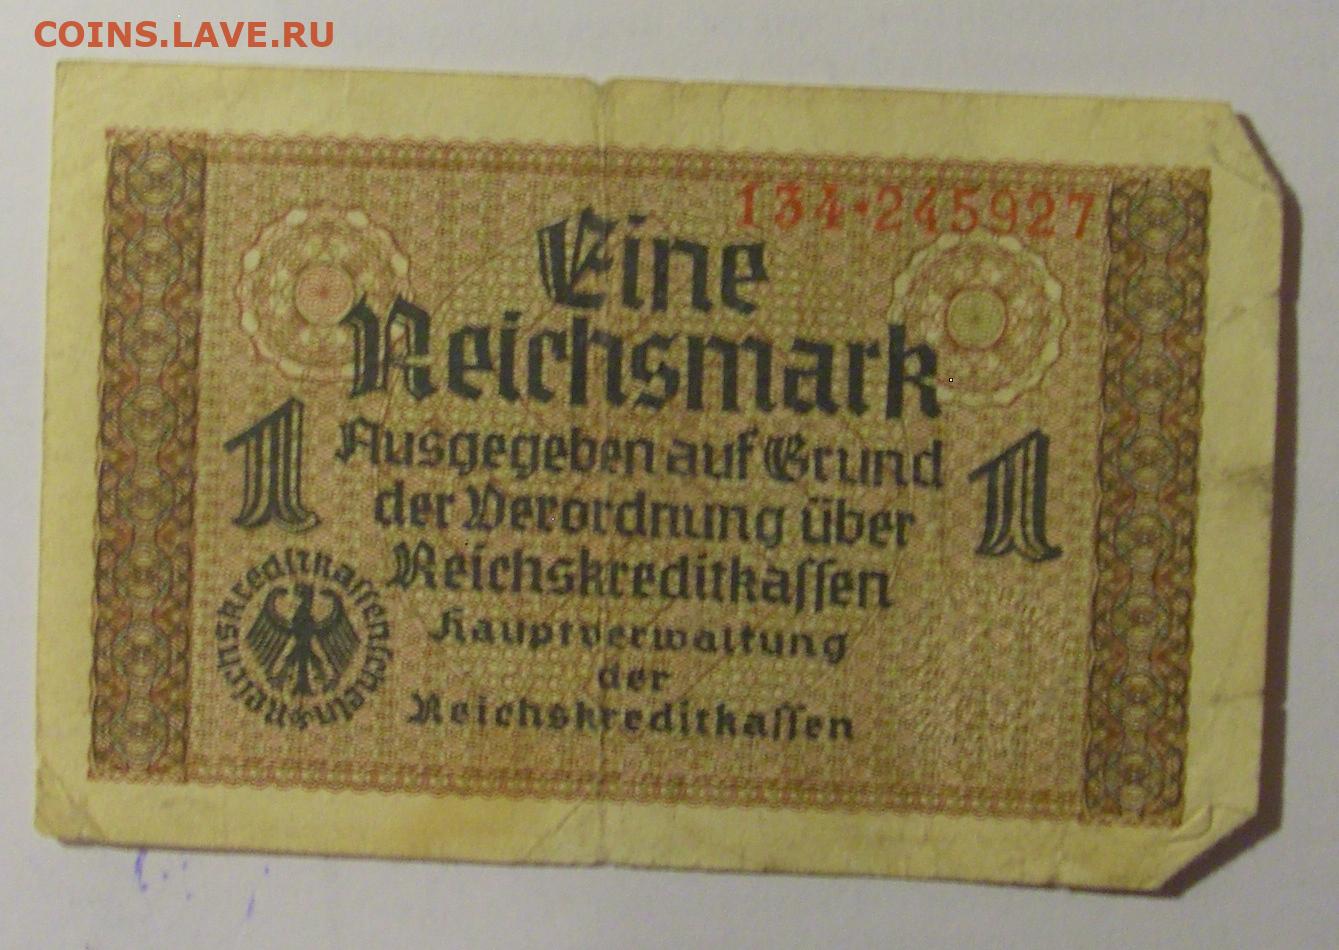 COINS.LAVE.RU
134·245927
Eine
Reichsmark
1
1
Ausgegeben auf Grund
der Verordnung über
Reichskreditkassen
Hauptverwaltung
der
Reichskreditkassen
Reichskreditkassenschein